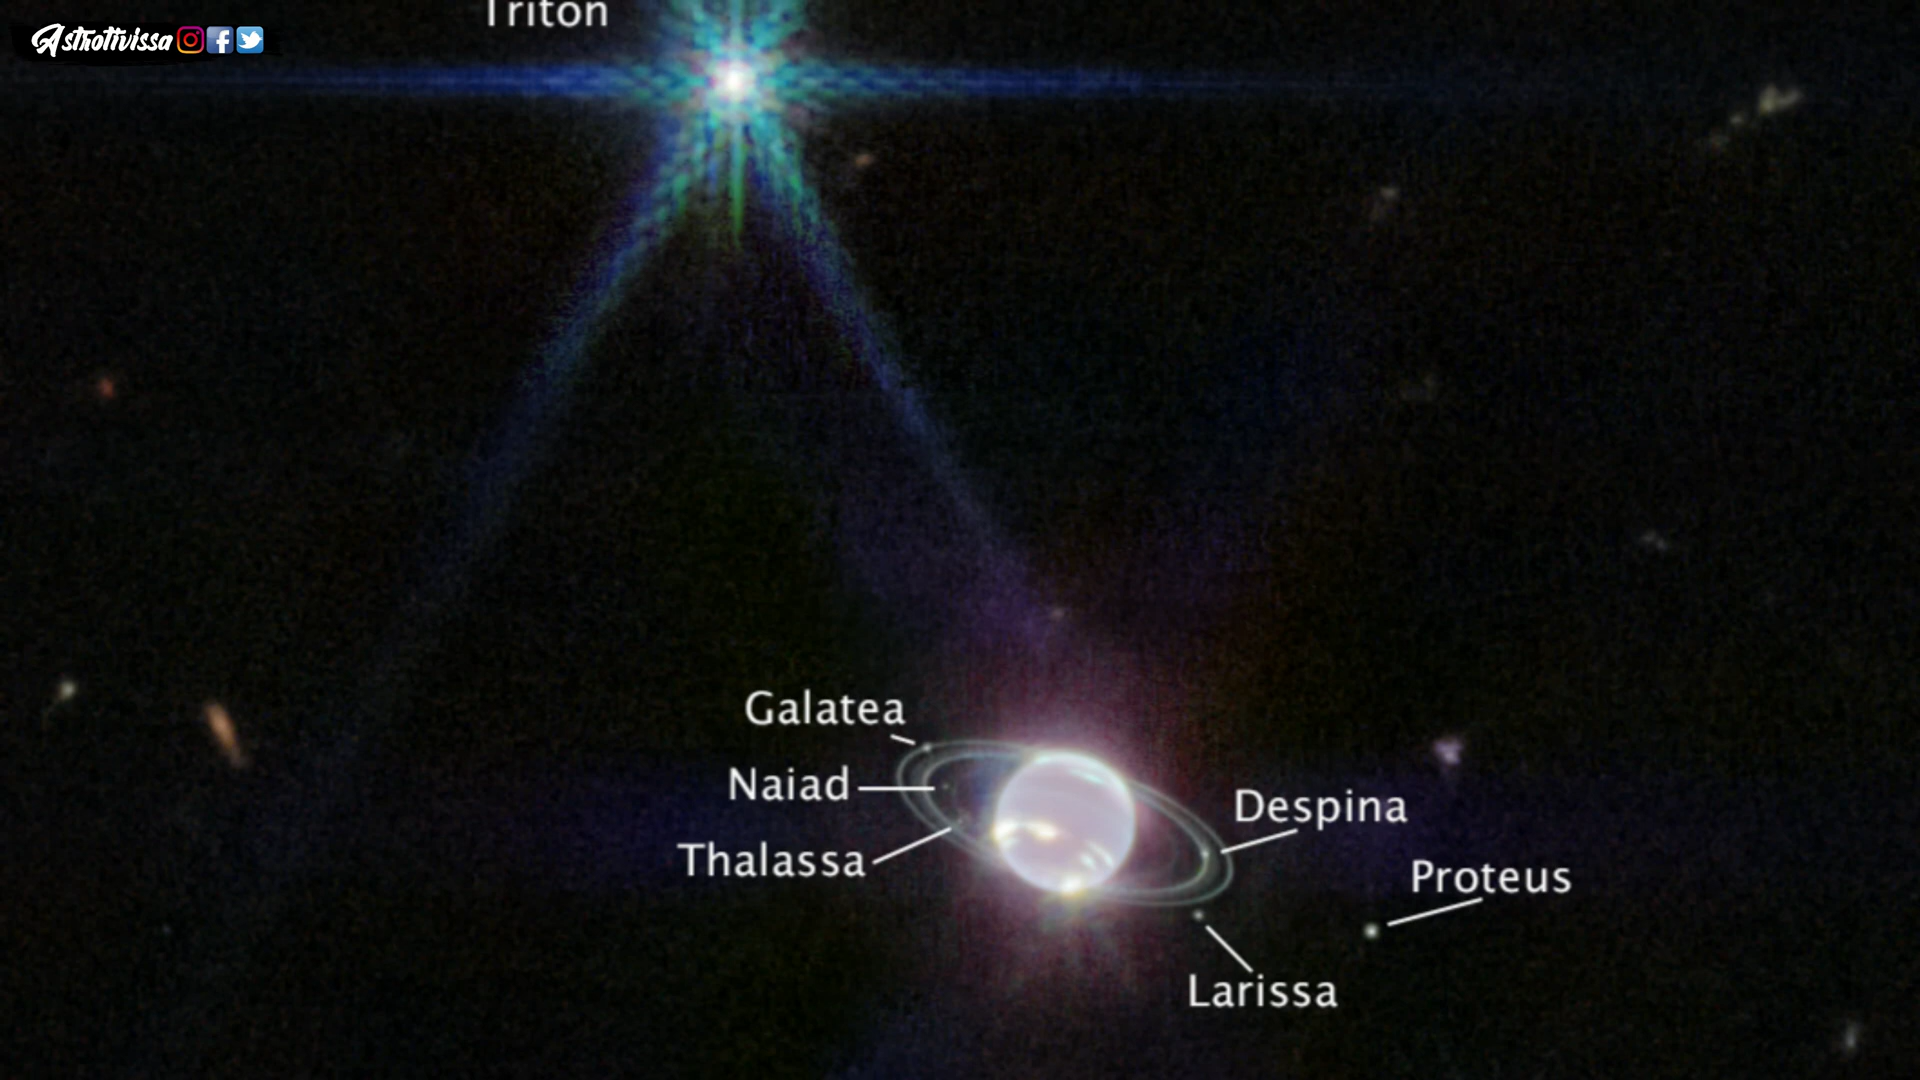 Triton
Astrotivissa
Galatea
Naiad
Thalassa
Despina
Proteus
Larissa